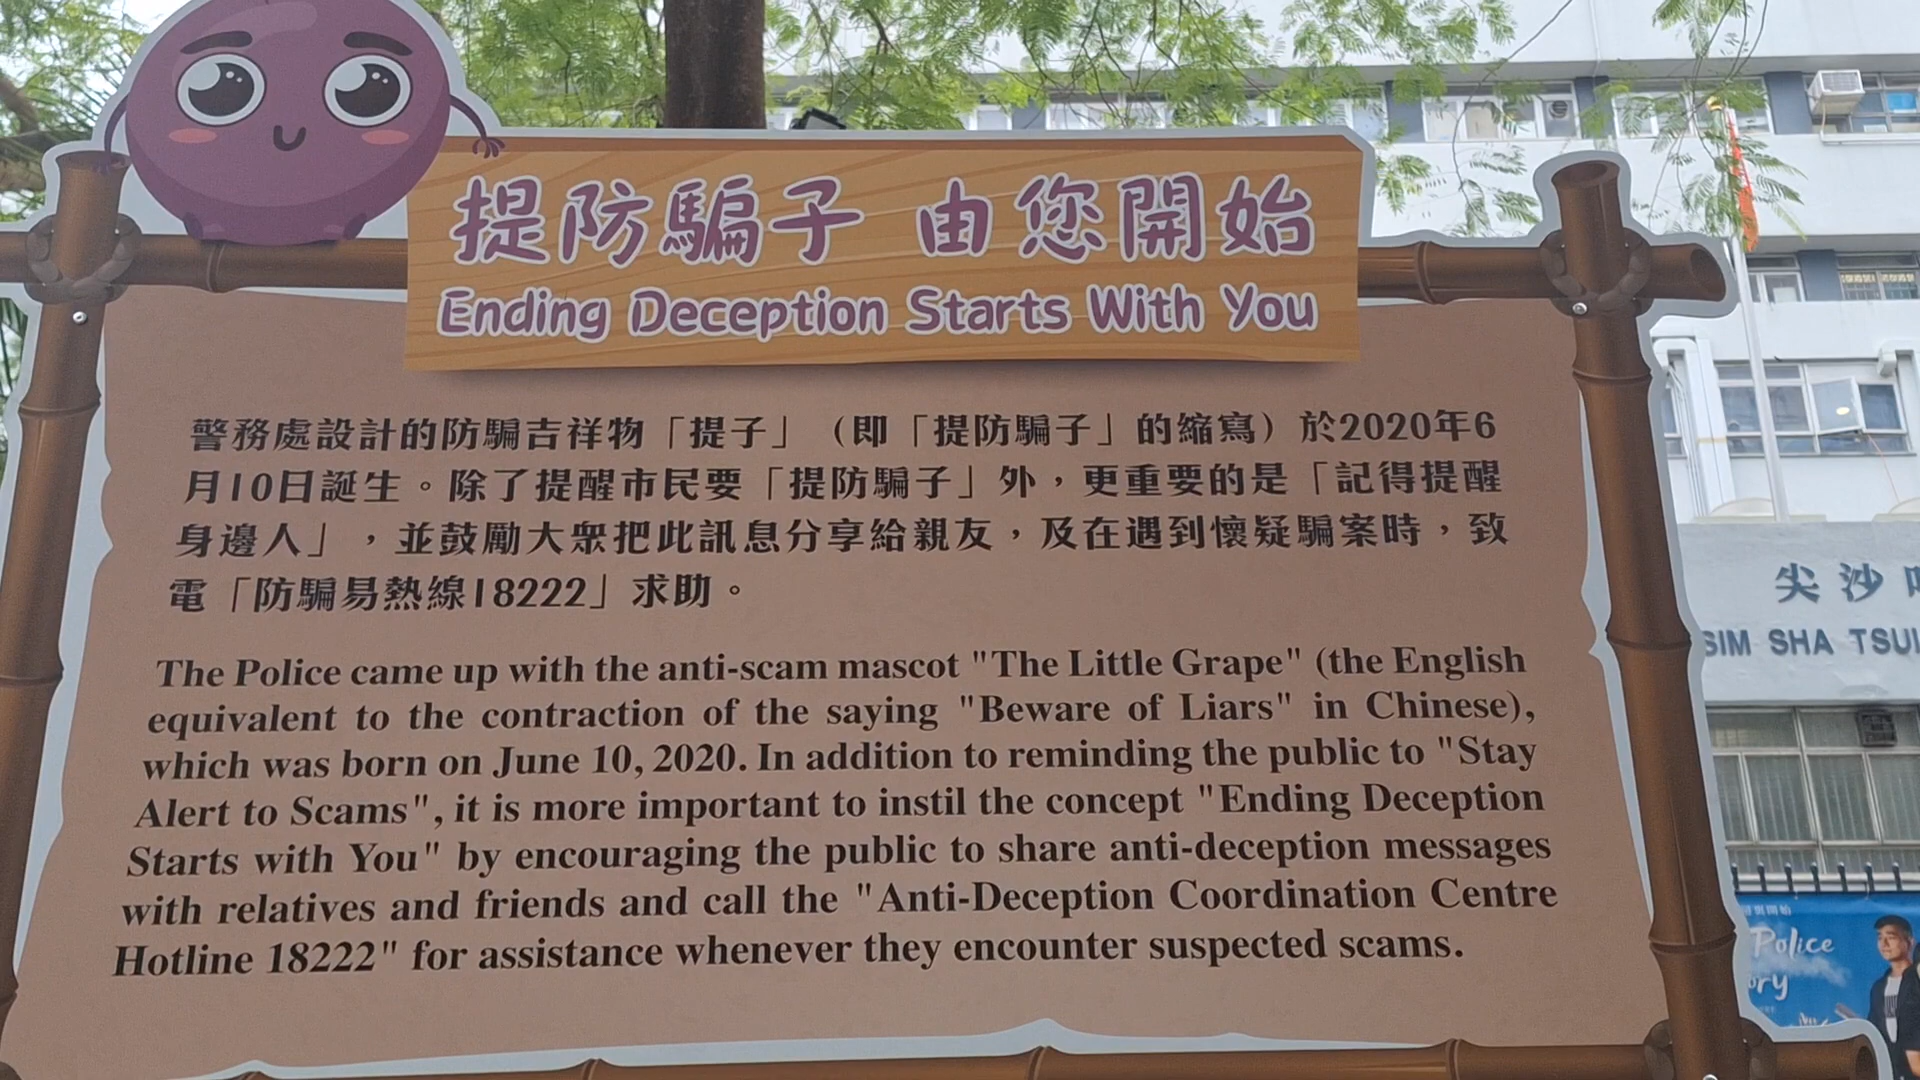 提防騙子 由您開始
Ending Deception Starts With You
警務處設計的防騙吉祥物「提子」（即「提防騙子」的縮寫）於2020年6
月10日誕生。除了提醒市民要「提防騙子」外，更重要的是「記得提醒
身邊人」，並鼓勵大眾把此訊息分享給親友，及在遇到懷疑騙案時，致
電「防騙易熱線18222」求助。
The Police came up with the anti-scam mascot "The Little Grape" (the English
equivalent to the contraction of the saying "Beware of Liars" in Chinese),
which was born on June 10, 2020. In addition to reminding the public to "Stay
Alert to Scams", it is more important to instil the concept "Ending Deception
Starts with You" by encouraging the public to share anti-deception messages
with relatives and friends and call the "Anti-Deception Coordination Centre
Hotline 18222" for assistance whenever they encounter suspected scams.
尖沙
SIM SHA TSUI
Police